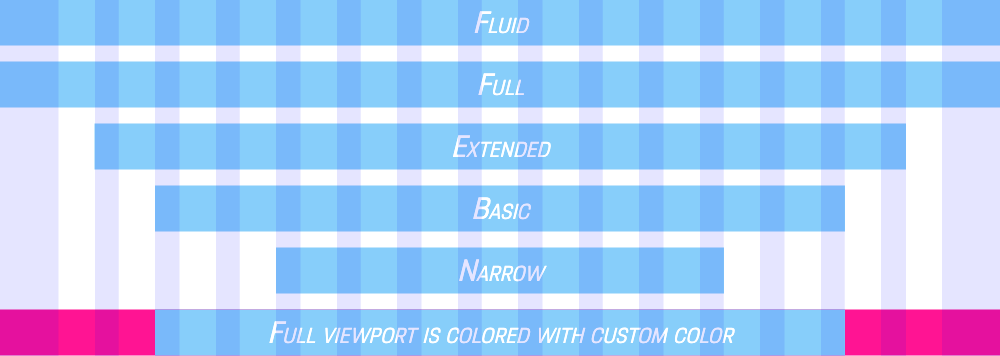 Fluid
Full
Extended
Basic
Narrow
Full viewport is colored with custom color